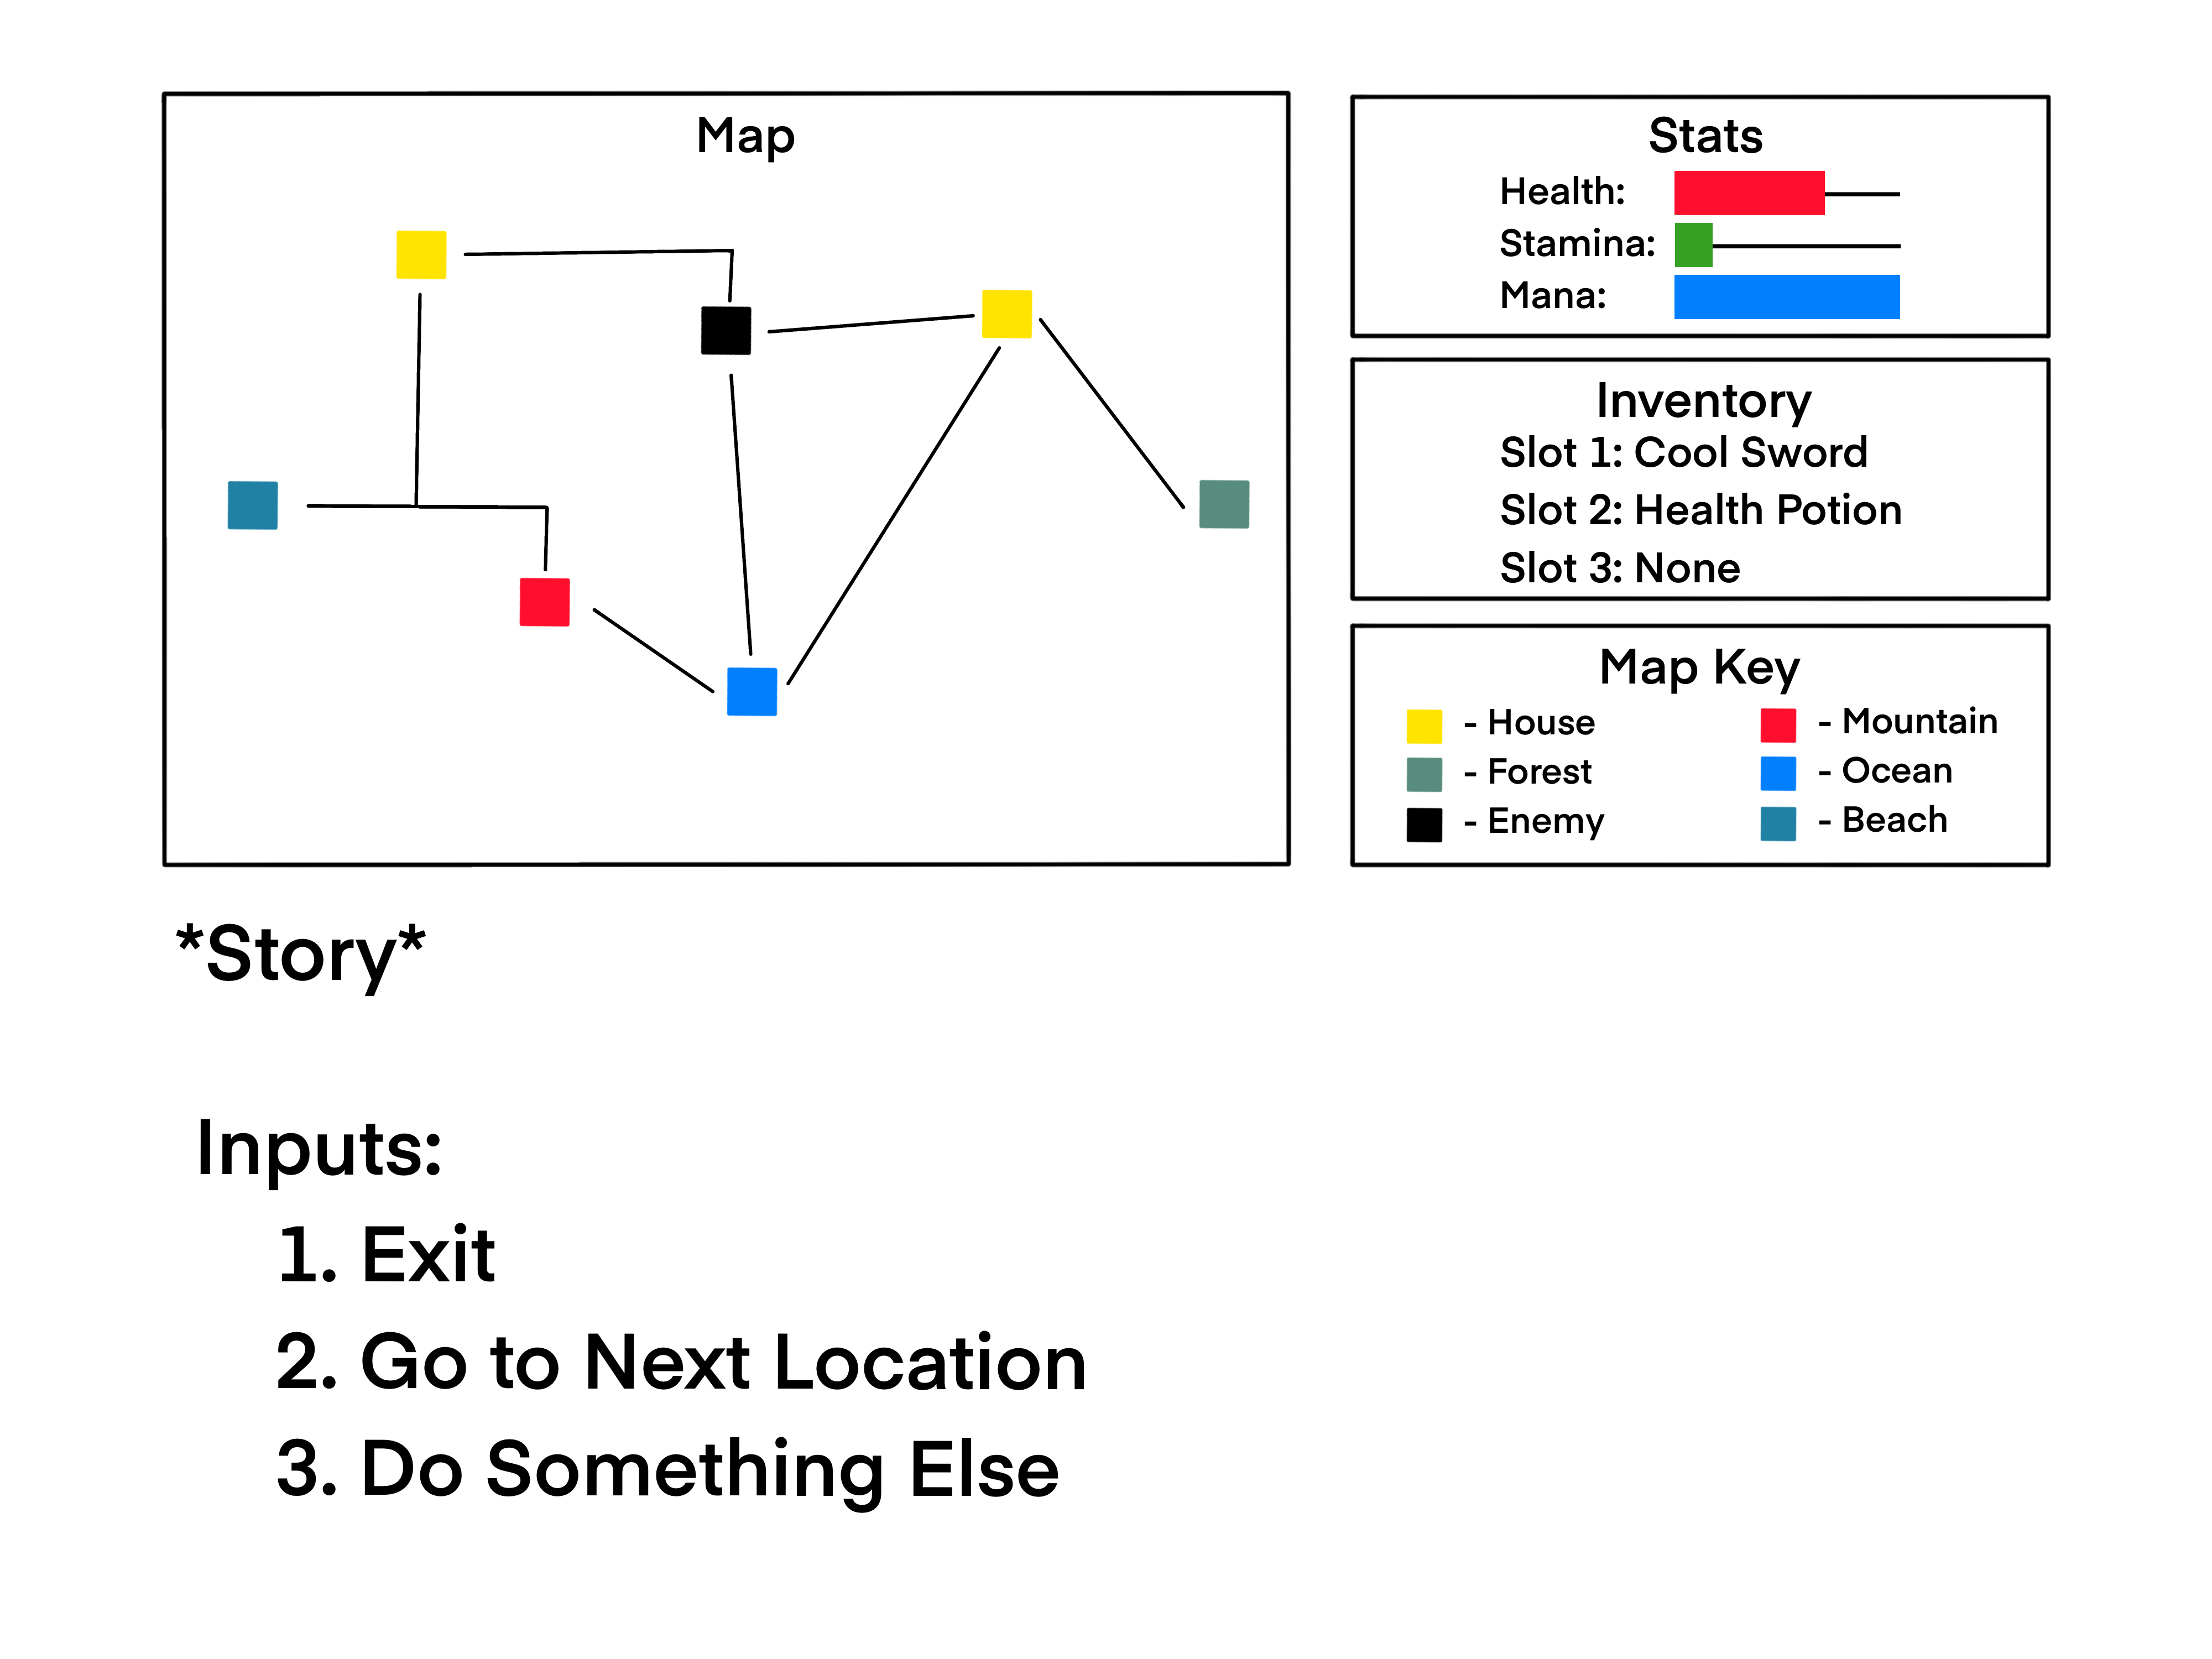 Map
Stats
Health:
Stamina:
Mana:
Inventory
Slot 1: Cool Sword
Slot 2: Health Potion
Slot 3: None
Map Key
- House
- Mountain
- Forest
- Ocean
- Enemy
- Beach
*Story*
Inputs:
1. Exit
2. Go to Next Location
3. Do Something Else